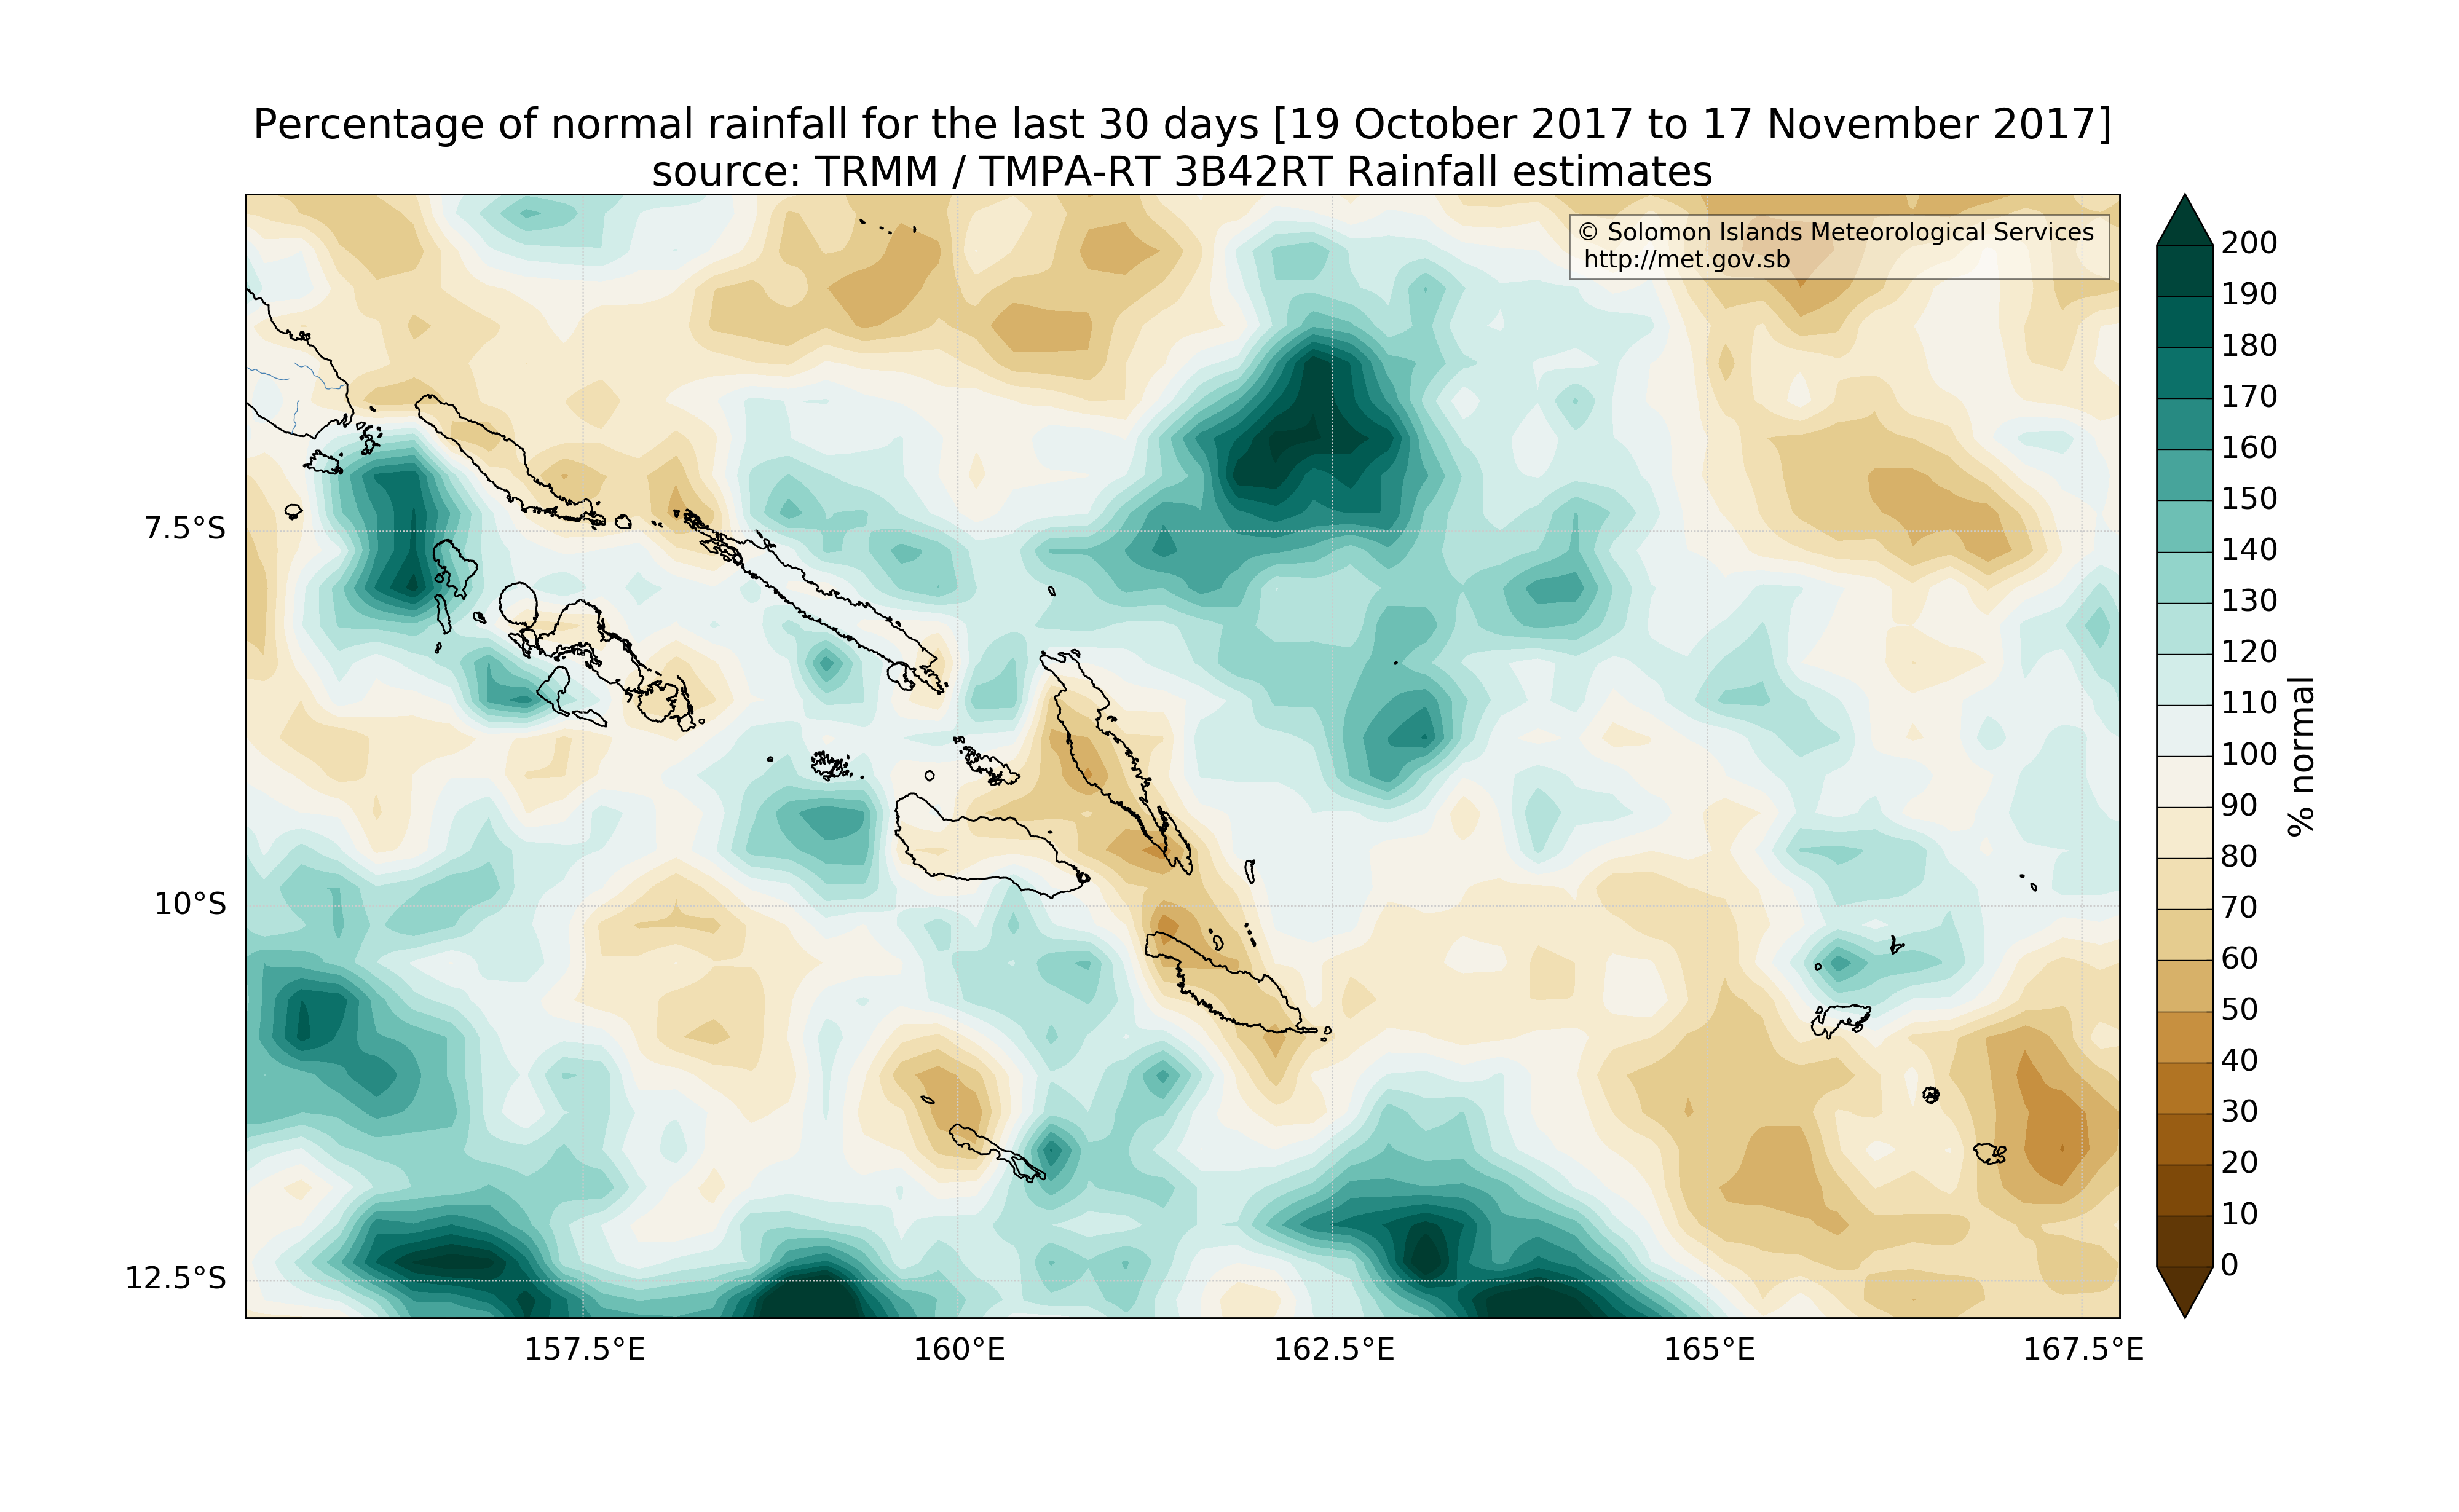 Percentage of normal rainfall for the last 30 days [19 October 2017 to 17 November 2017]
source: TRMM / TMPA-RT 3B42RT Rainfall estimates
© Solomon Islands Meteorological Services
http://met.gov.sb
7.5°S
10°S
12.5°S
157.5°E
160°E
162.5°E
165°E
167.5°E
200
190
180
170
160
150
140
130
120
110
100
90
80
70
60
50
40
30
20
10
0
% normal